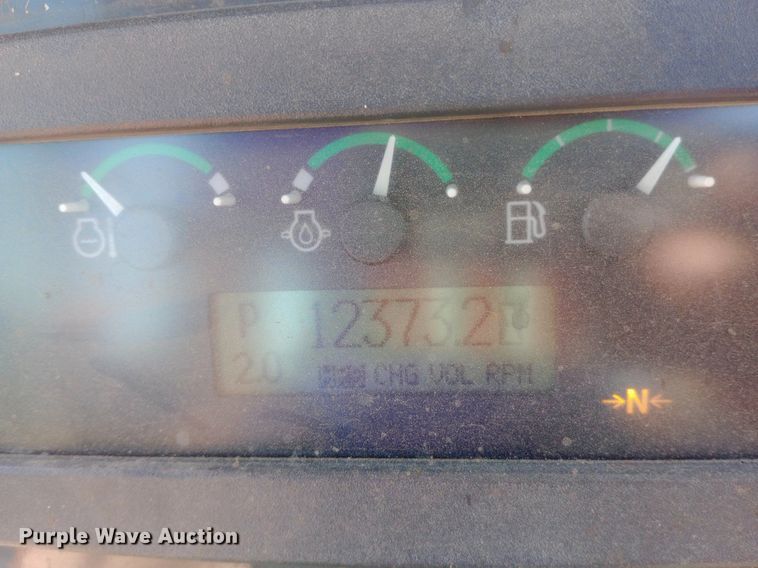 P 12373.2
2.0 CHG VOL RPM
N
Purple Wave Auction